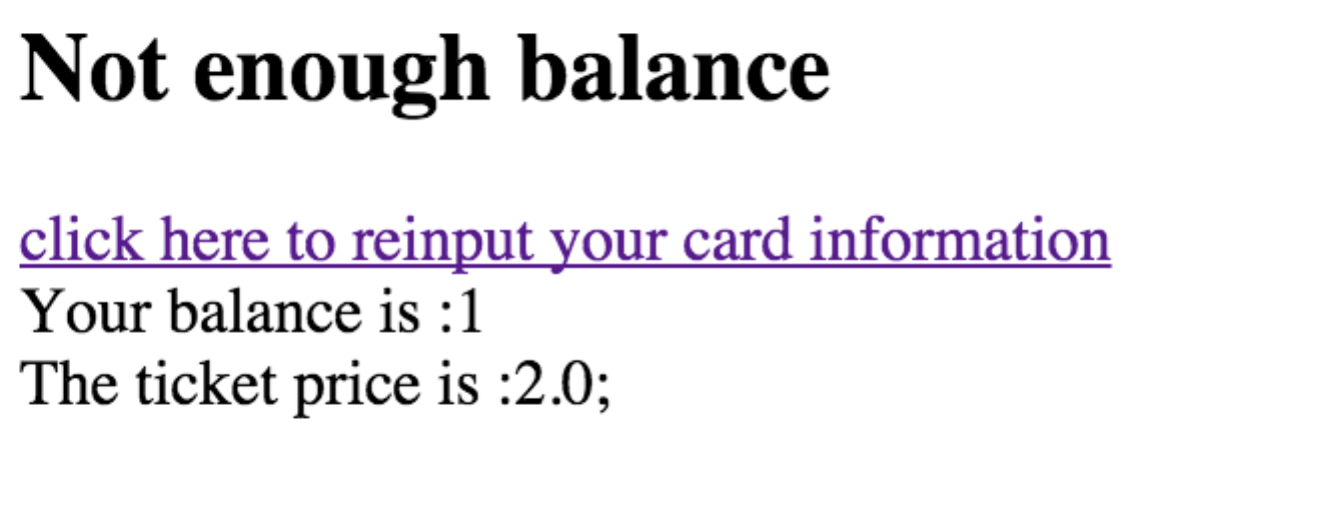 Not enough balance
click here to reinput your card information
Your balance is :1
The ticket price is :2.0;